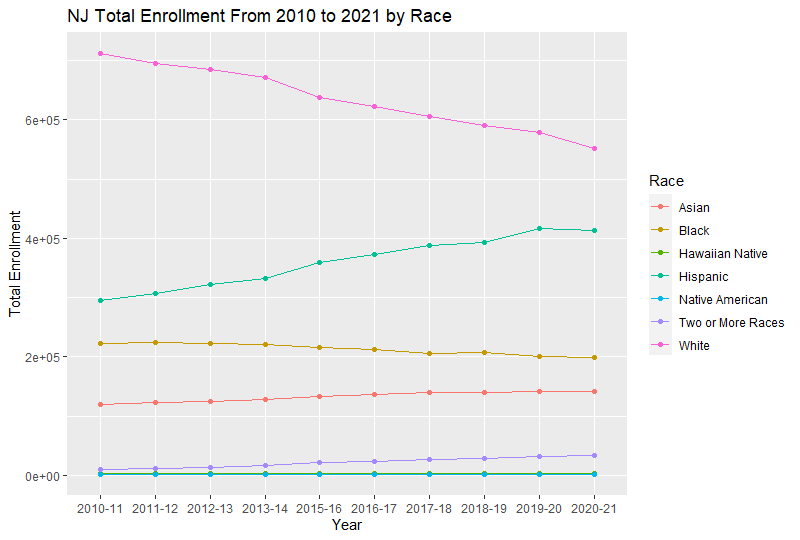 NJ Total Enrollment From 2010 to 2021 by Race
Total Enrollment
6e+05
4e+05
2e+05
0e+00
2010-11 2011-12 2012-13 2013-14 2015-16 2016-17 2017-18 2018-19 2019-20 2020-21
Year
Race
Asian
Black
Hawaiian Native
Hispanic
Native American
Two or More Races
White